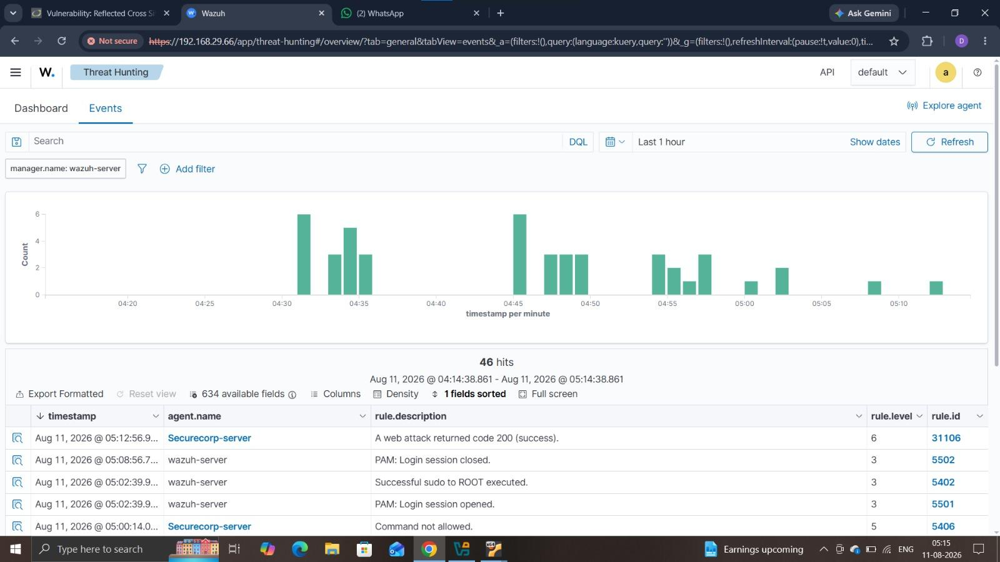 Vulnerability: Reflected Cross Si
Wazuh
(2) WhatsApp
Ask Gemini
Not secure
https://192.168.29.66/app/threat-hunting#/overview/?tab=general&tabView=events&_a=(filters:!(),query:(language:kuery,query:''))&_g=(filters:!(),refreshInterval:(pause:!t,value:0),ti...
D
W.
Threat Hunting
API
default
a
Dashboard
Events
Explore agent
Search
DQL
Last 1 hour
Show dates
Refresh
manager.name: wazuh-server
Add filter
Count
6
4
2
0
04:20 04:25 04:30 04:35 04:40 04:45 04:50 04:55 05:00 05:05 05:10
timestamp per minute
46 hits
Aug 11, 2026 @ 04:14:38.861 - Aug 11, 2026 @ 05:14:38.861
Export Formatted Reset view 634 available fields Columns Density 1 fields sorted Full screen
timestamp agent.name rule.description rule.level rule.id
Aug 11, 2026 @ 05:12:56.9... Securecorp-server A web attack returned code 200 (success). 6 31106
Aug 11, 2026 @ 05:08:56.7... wazuh-server PAM: Login session closed. 3 5502
Aug 11, 2026 @ 05:02:39.9... wazuh-server Successful sudo to ROOT executed. 3 5402
Aug 11, 2026 @ 05:02:39.9... wazuh-server PAM: Login session opened. 3 5501
Aug 11, 2026 @ 05:00:14.0... Securecorp-server Command not allowed. 5 5406
Type here to search
Earnings upcoming
ENG
05:15
11-08-2026